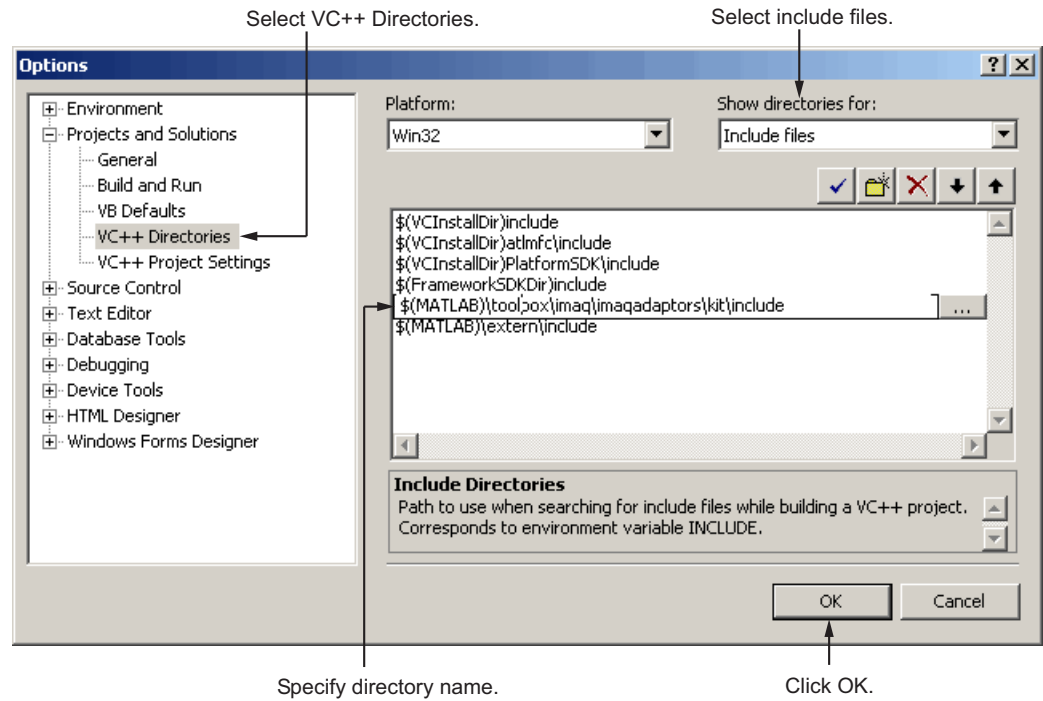 Select VC++ Directories.
Select include files.
Options
Environment
Projects and Solutions
General
Build and Run
VB Defaults
VC++ Directories
VC++ Project Settings
Source Control
Text Editor
Database Tools
Debugging
Device Tools
HTML Designer
Windows Forms Designer
Platform:
Win32
Show directories for:
Include files
$(VCInstallDir)include
$(VCInstallDir)atlmfc\include
$(VCInstallDir)PlatformSDK\include
$(FrameworkSDKDir)include
$(MATLAB)\toolbox\imaq\imaqadaptors\kit\include
...
$(MATLAB)\extern\include
Include Directories
Path to use when searching for include files while building a VC++ project.
Corresponds to environment variable INCLUDE.
OK
Cancel
Specify directory name.
Click OK.